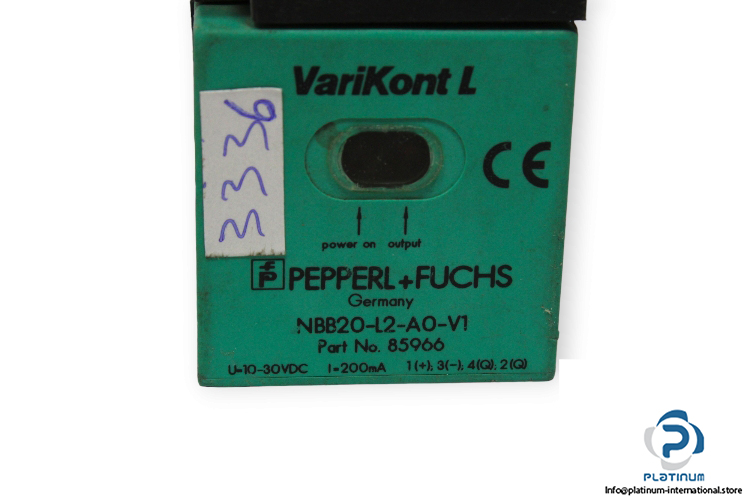 VariKont L
3336
CE
power on output
PEPPERL+FUCHS
Germany
NBB20-L2-A0-V1
Part No. 85966
U=10-30VDC I=200mA 1(+); 3(-); 4(Q); 2(Q)
PLATINUM
Info@platinum-international.store